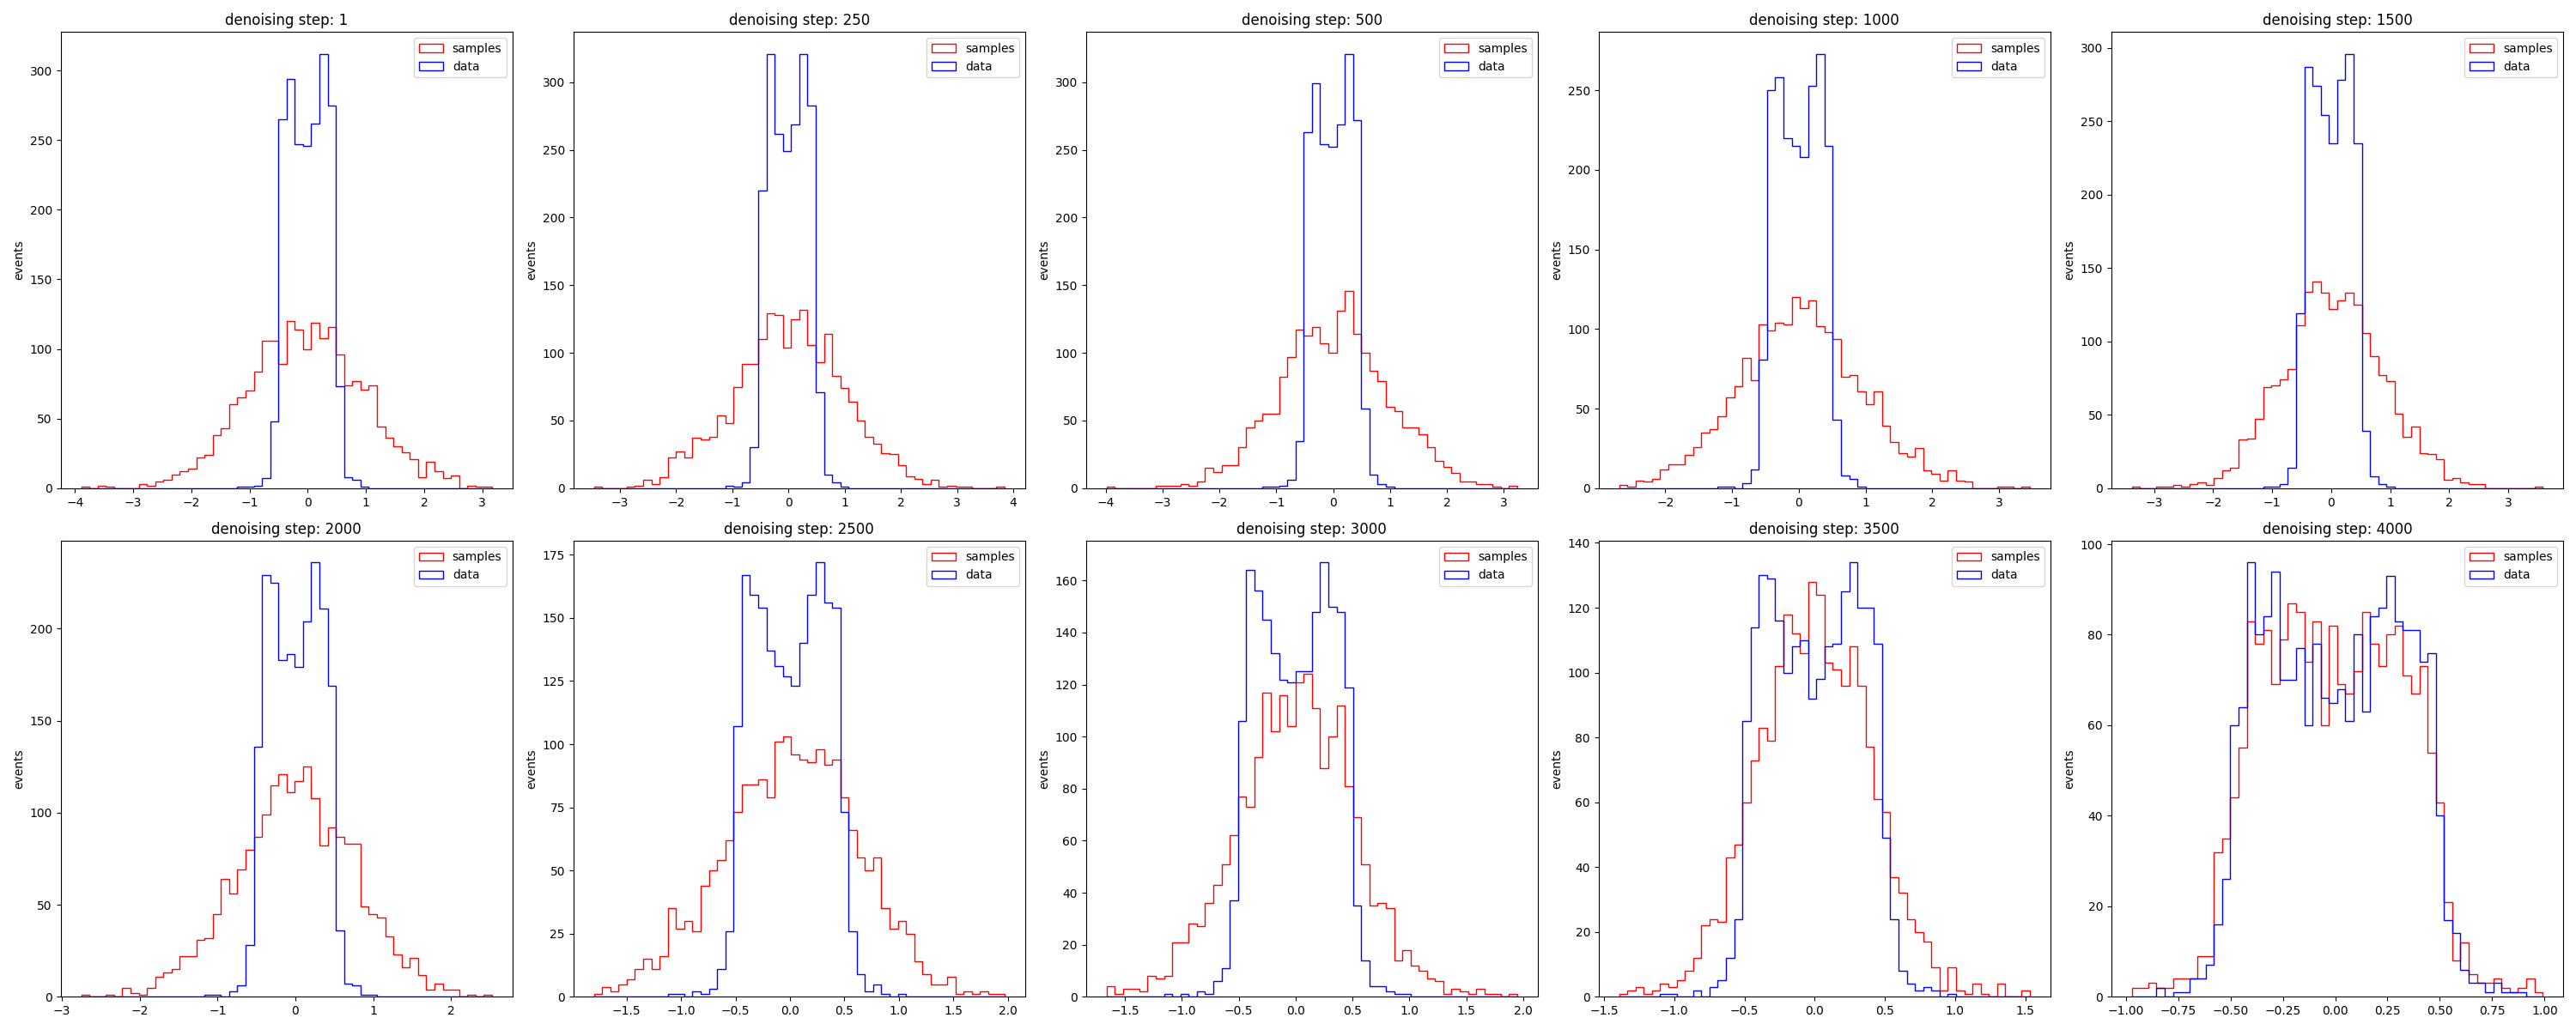 denoising step: 1
samples
data
events
300
250
200
150
100
50
0
−4 −3 −2 −1 0 1 2 3
denoising step: 250
samples
data
events
300
250
200
150
100
50
0
−3 −2 −1 0 1 2 3 4
denoising step: 500
samples
data
events
300
250
200
150
100
50
0
−4 −3 −2 −1 0 1 2 3
denoising step: 1000
samples
data
events
250
200
150
100
50
0
−2 −1 0 1 2 3
denoising step: 1500
samples
data
events
300
250
200
150
100
50
0
−3 −2 −1 0 1 2 3
denoising step: 2000
samples
data
events
200
150
100
50
0
−3 −2 −1 0 1 2
denoising step: 2500
samples
data
events
175
150
125
100
75
50
25
0
−1.5 −1.0 −0.5 0.0 0.5 1.0 1.5 2.0
denoising step: 3000
samples
data
events
160
140
120
100
80
60
40
20
0
−1.5 −1.0 −0.5 0.0 0.5 1.0 1.5 2.0
denoising step: 3500
samples
data
events
140
120
100
80
60
40
20
0
−1.5 −1.0 −0.5 0.0 0.5 1.0 1.5
denoising step: 4000
samples
data
events
100
80
60
40
20
0
−1.00 −0.75 −0.50 −0.25 0.00 0.25 0.50 0.75 1.00